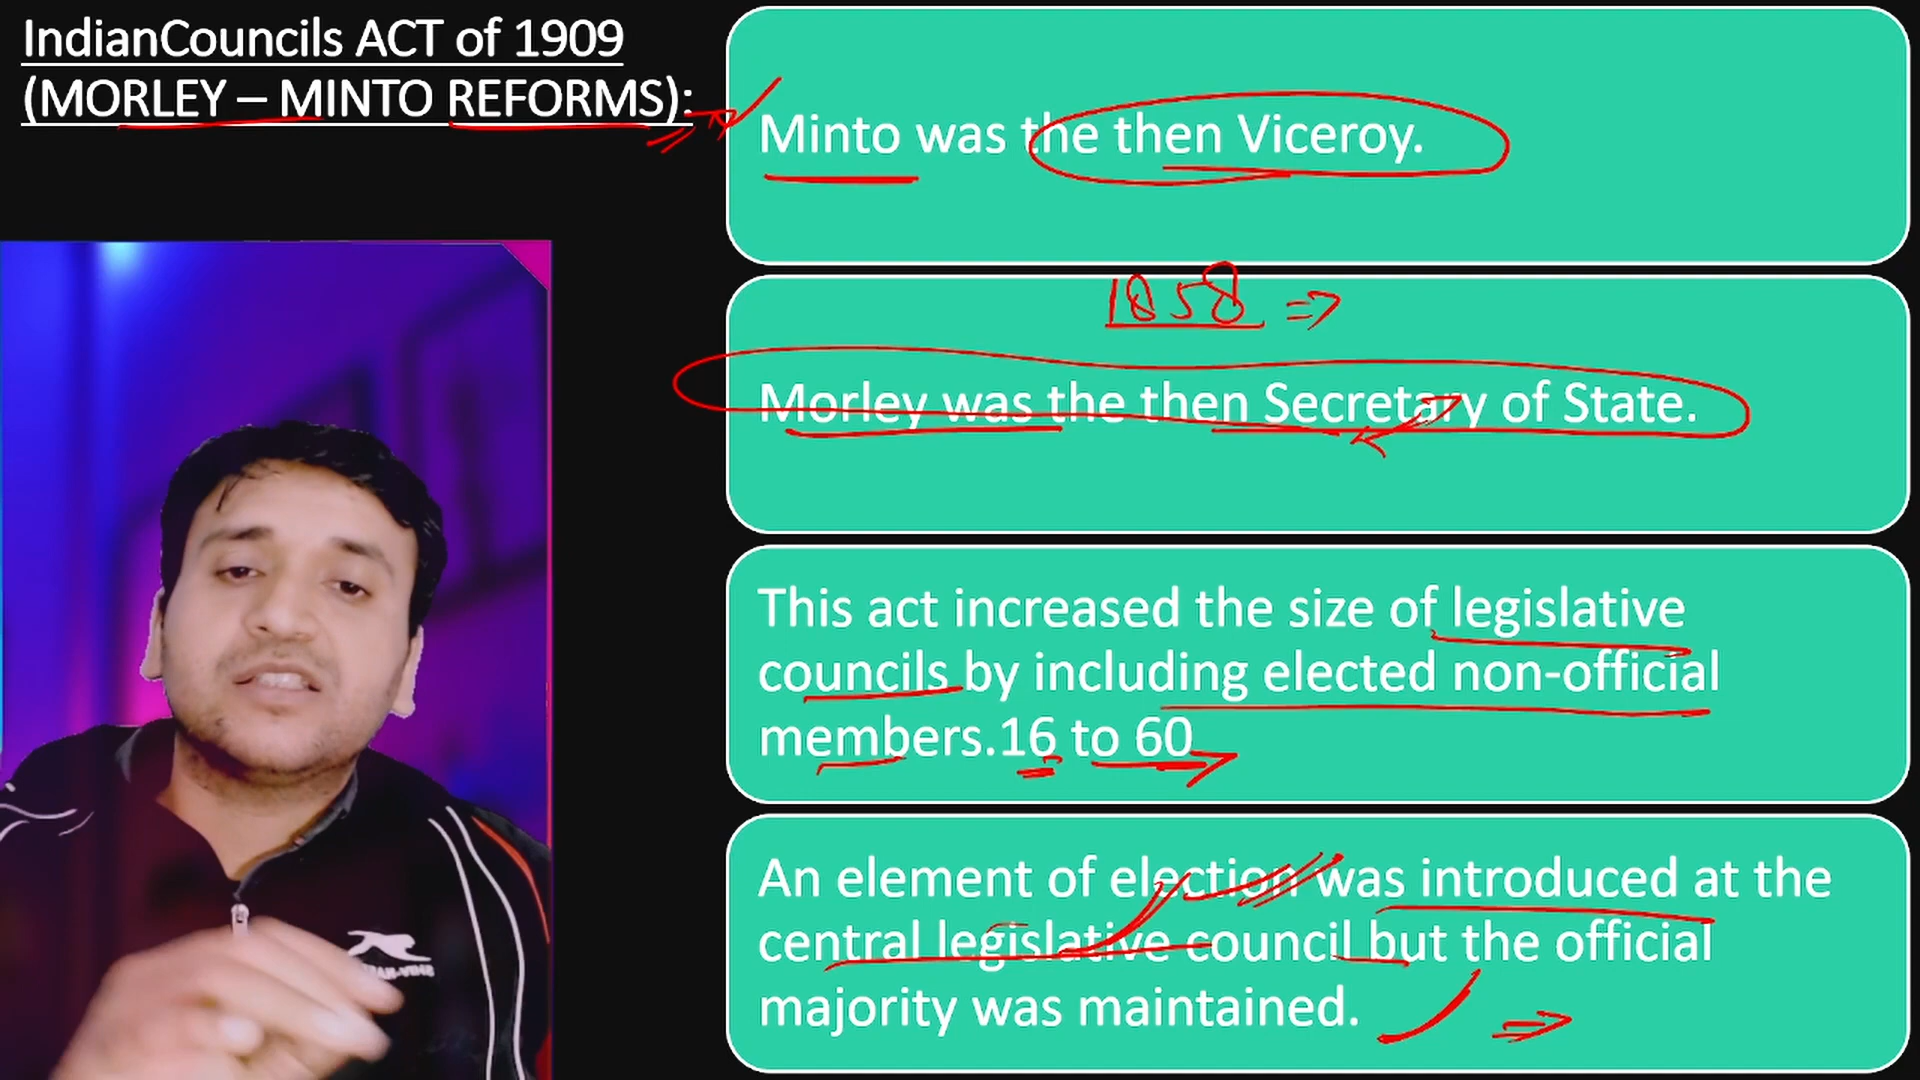 IndianCouncils ACT of 1909
(MORLEY – MINTO REFORMS):
Minto was the then Viceroy.
1858 ⇒
Morley was the then Secretary of State.
This act increased the size of legislative
councils by including elected non-official
members.16 to 60
An element of election was introduced at the
central legislative council but the official
majority was maintained.